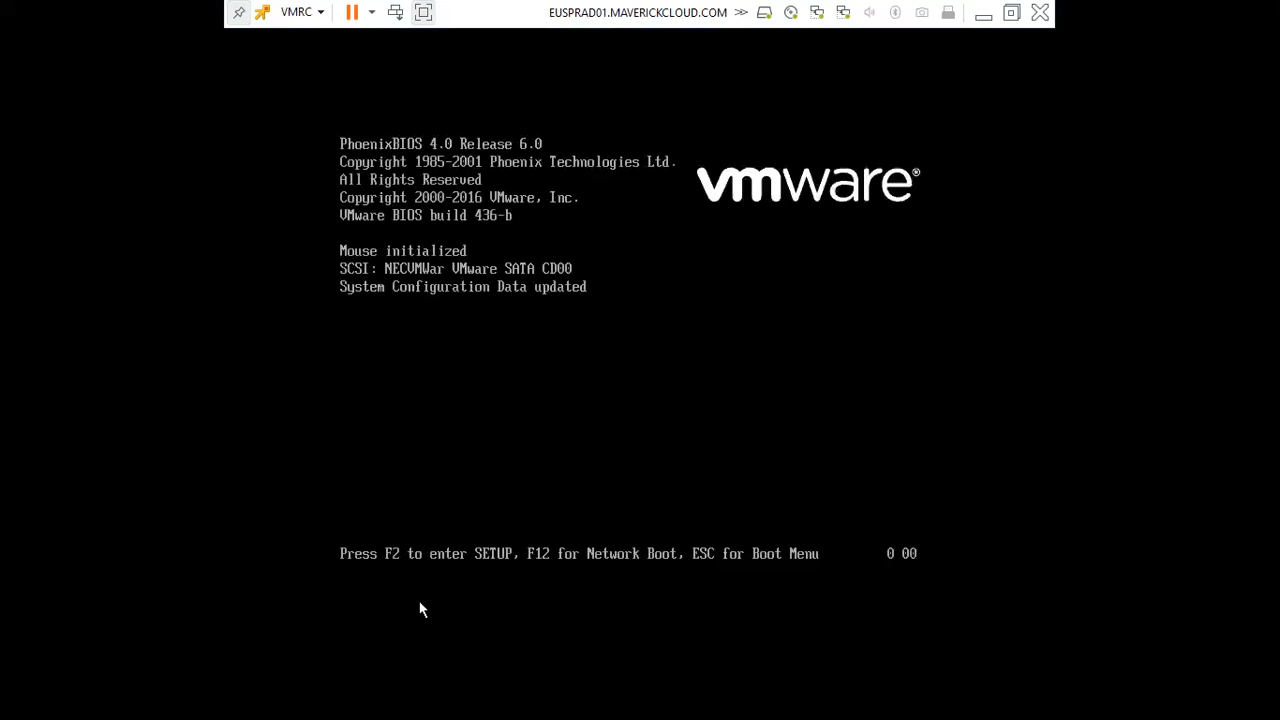 VMRC
EUSPRAD01.MAVERICKCLOUD.COM
PhoenixBIOS 4.0 Release 6.0
Copyright 1985-2001 Phoenix Technologies Ltd.
All Rights Reserved
Copyright 2000-2016 VMware, Inc.
VMware BIOS build 436-b
vmware®
Mouse initialized
SCSI: NECVMWar VMware SATA CD00
System Configuration Data updated
Press F2 to enter SETUP, F12 for Network Boot, ESC for Boot Menu 0 00